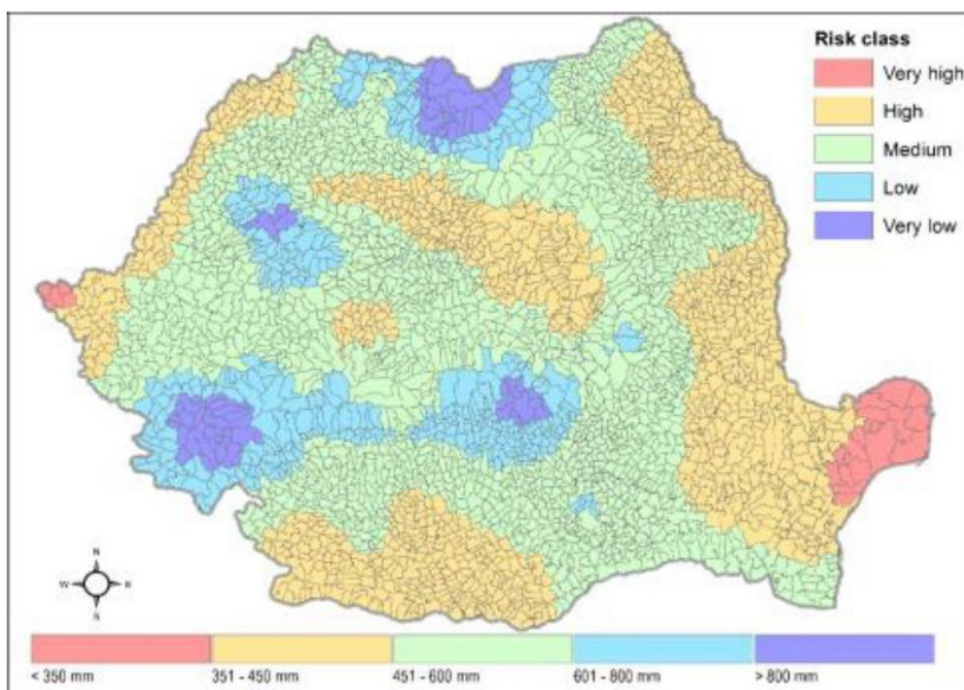 Risk class
Very high
High
Medium
Low
Very low
N
W E
S
< 350 mm
351 - 450 mm
451 - 600 mm
601 - 800 mm
> 800 mm